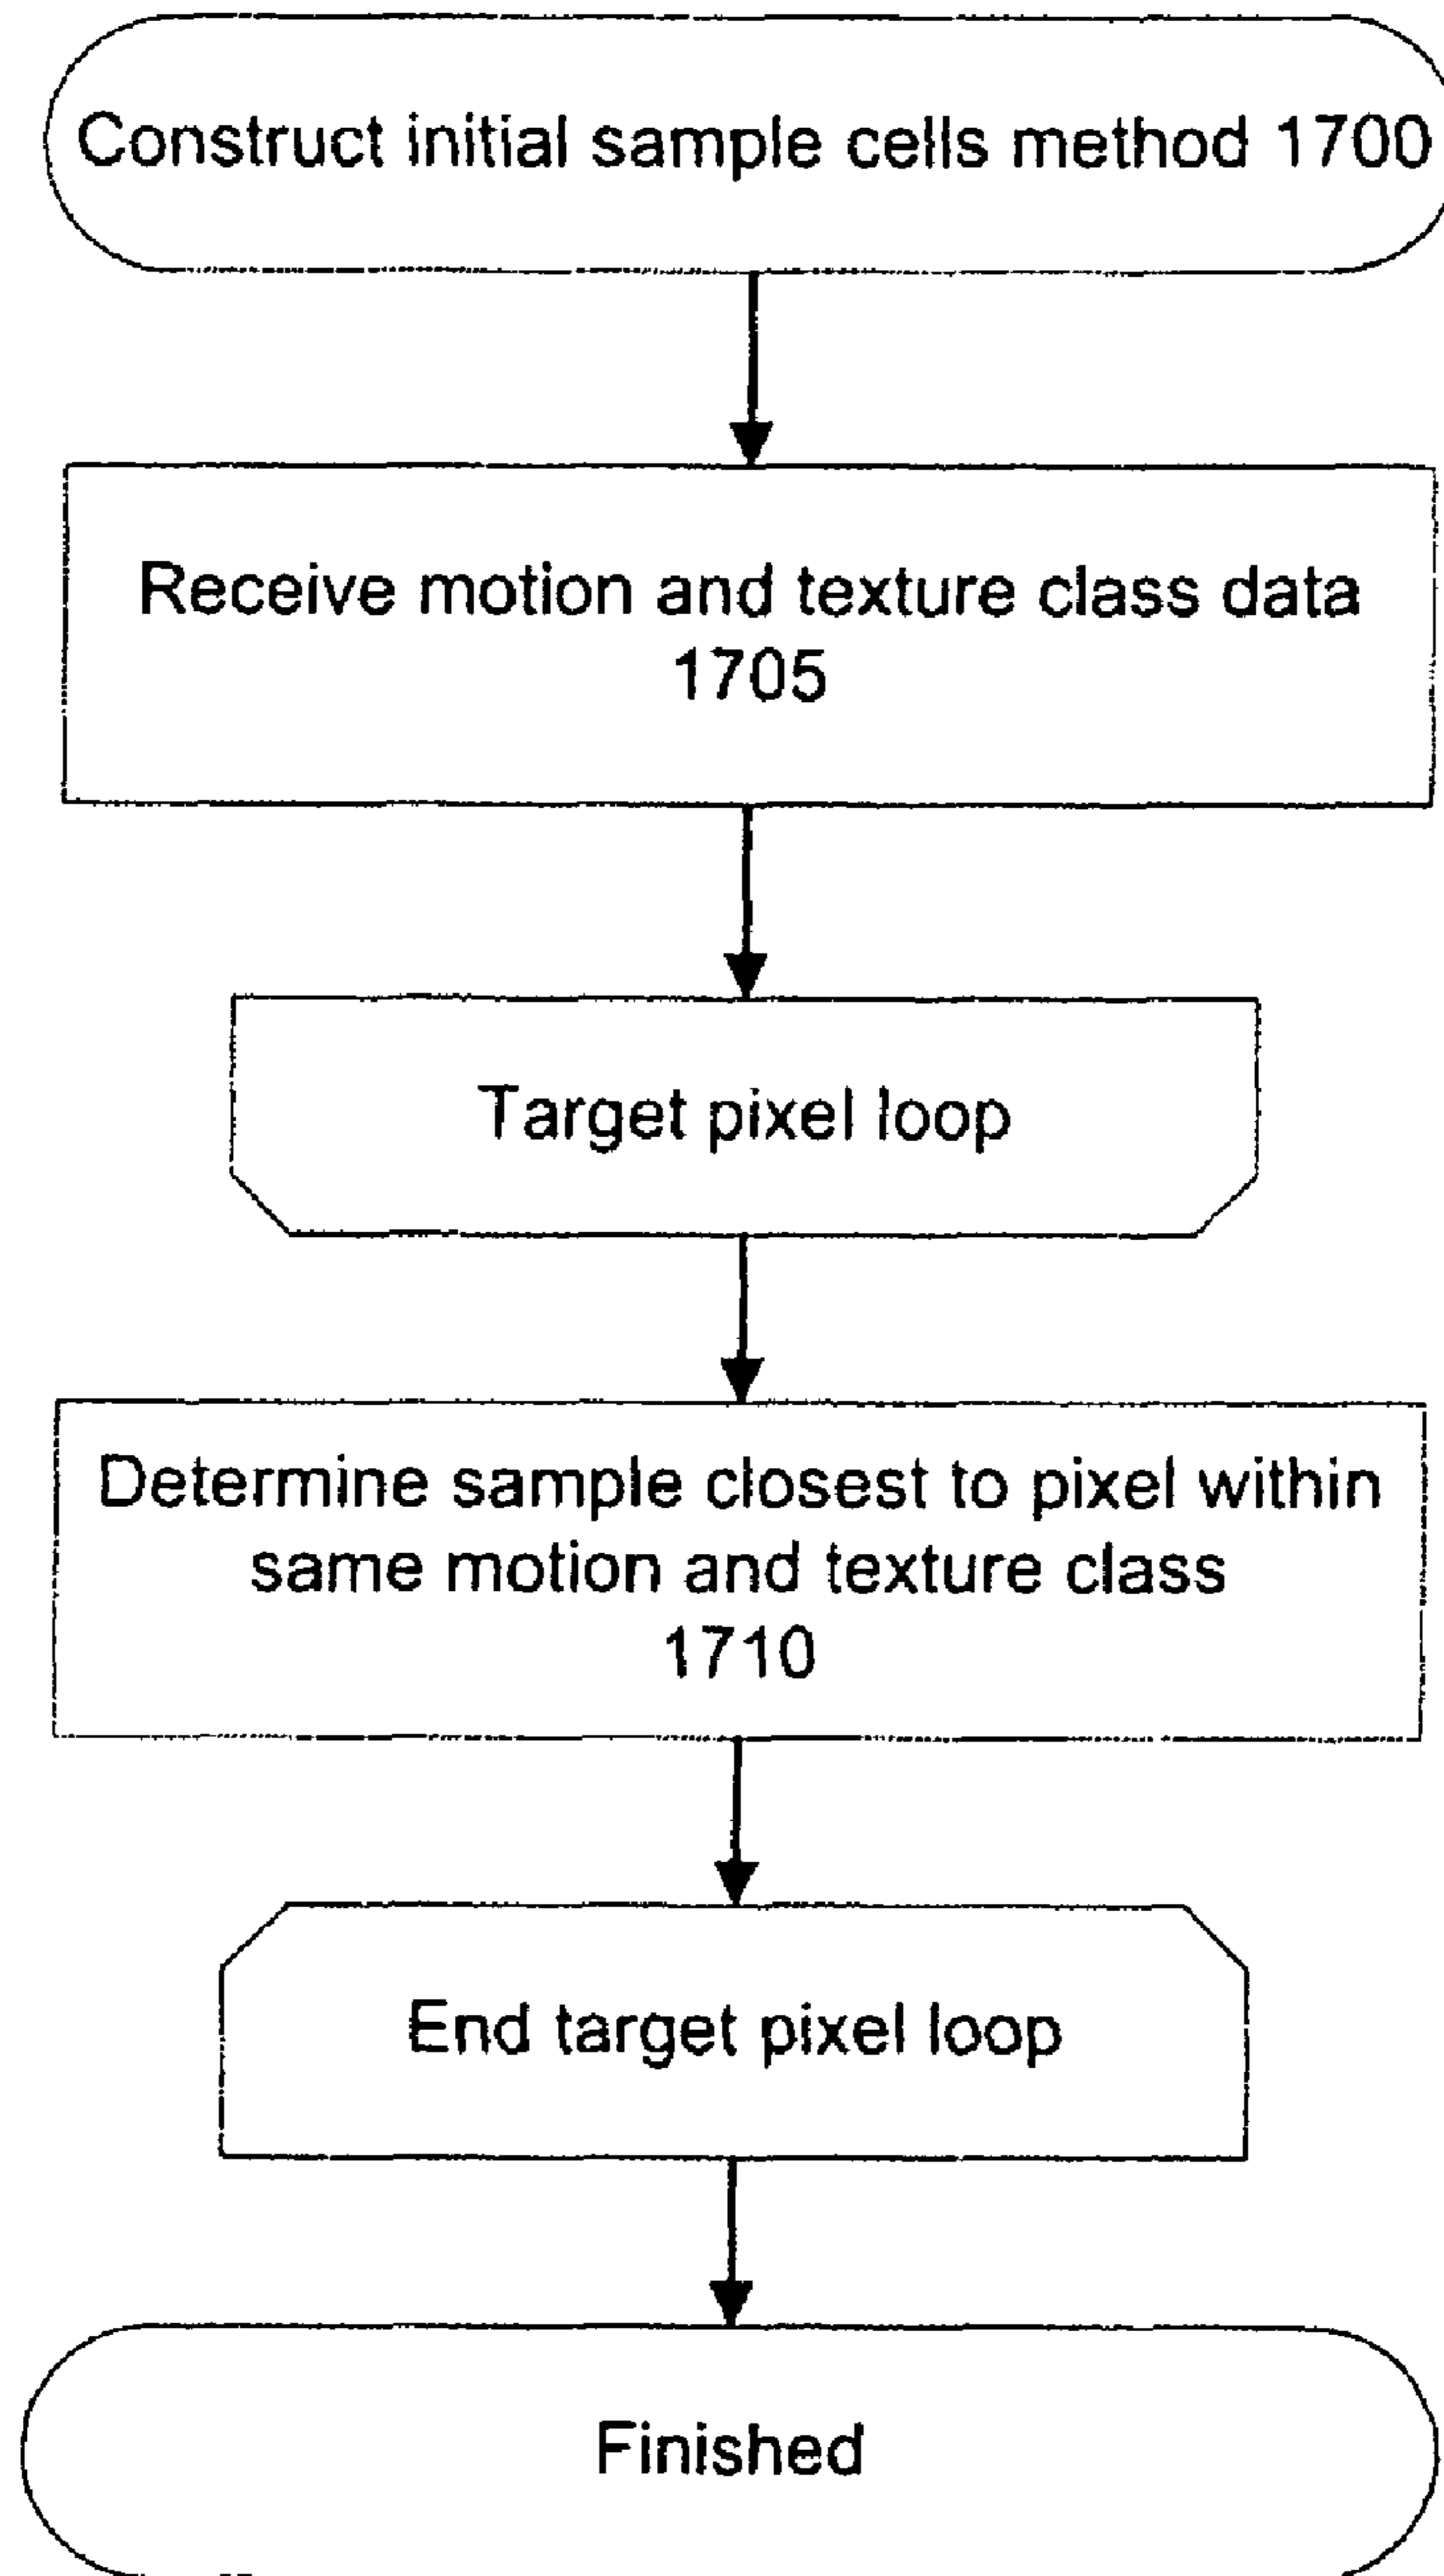 Construct initial sample cells method 1700
Receive motion and texture class data
1705
Target pixel loop
Determine sample closest to pixel within
same motion and texture class
1710
End target pixel loop
Finished